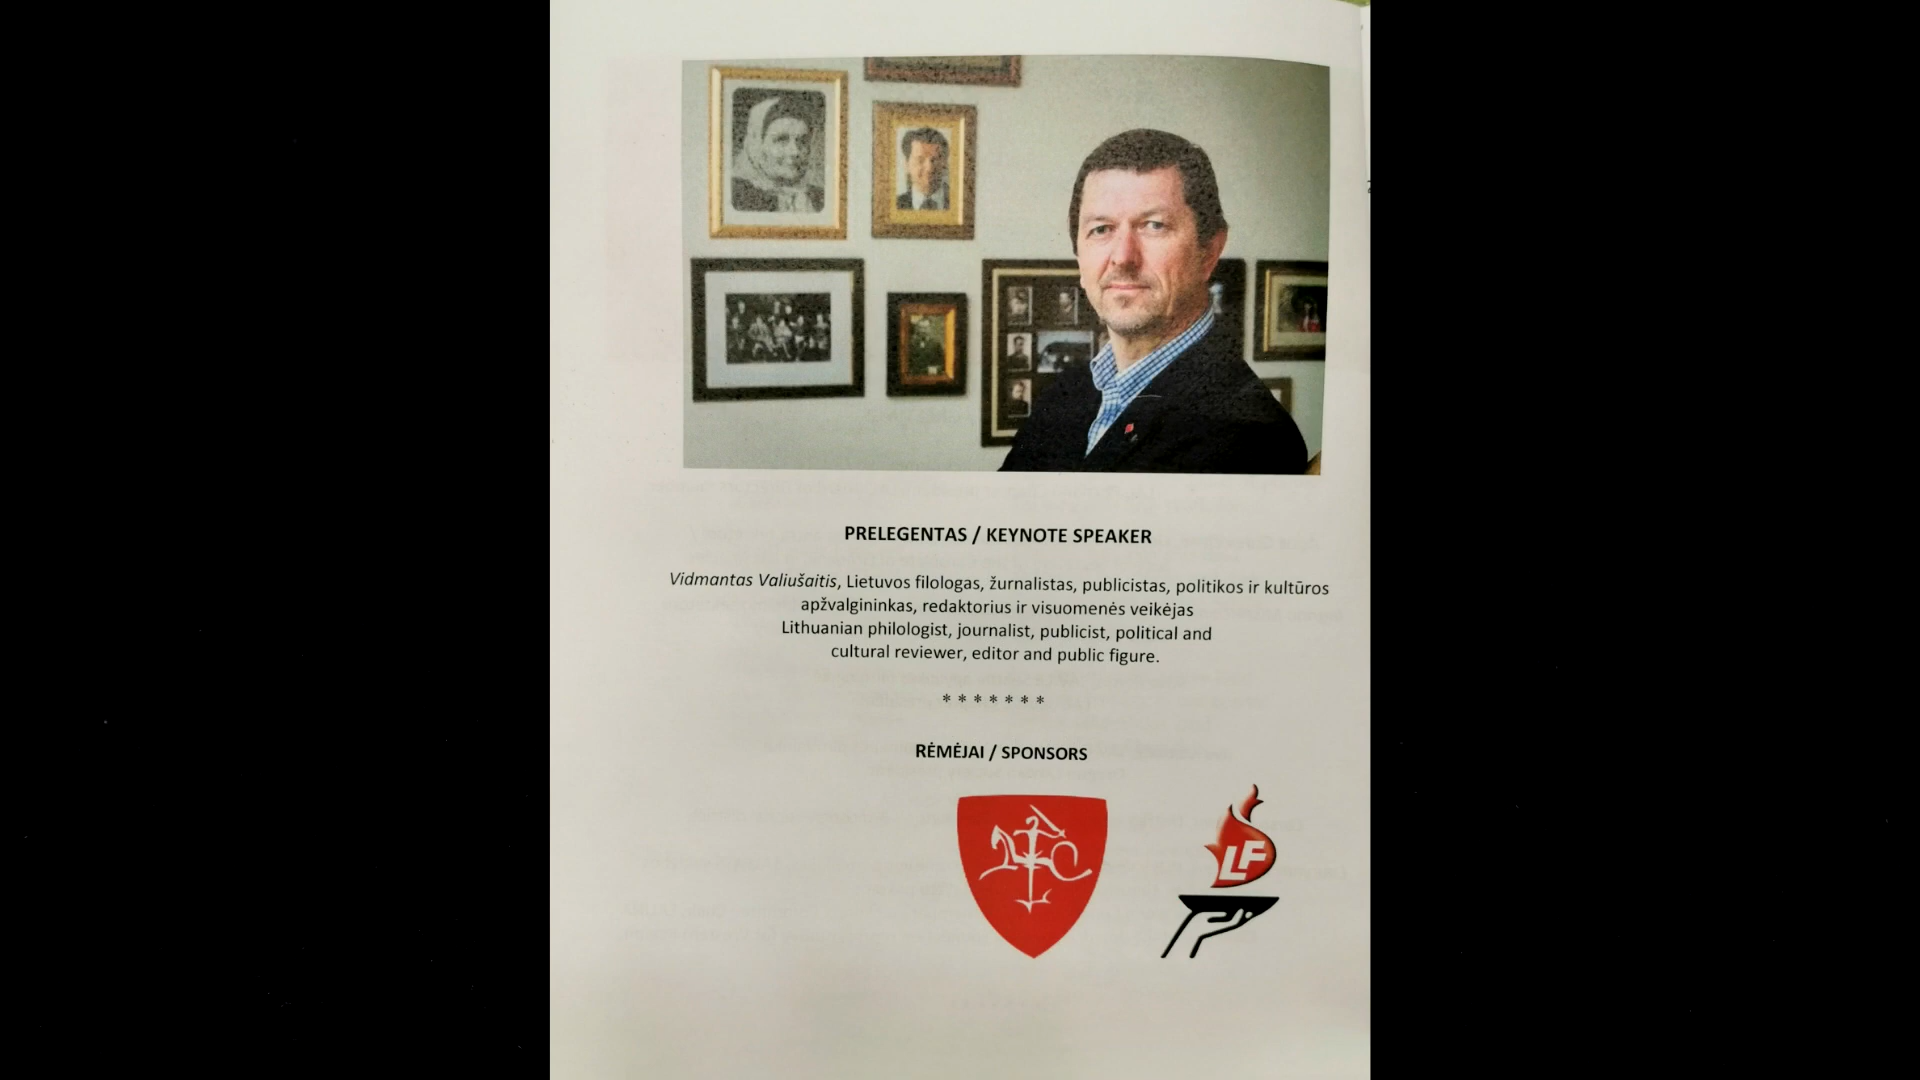 PRELEGENTAS / KEYNOTE SPEAKER
Vidmantas Valiušaitis, Lietuvos filologas, žurnalistas, publicistas, politikos ir kultūros
apžvalgininkas, redaktorius ir visuomenės veikėjas
Lithuanian philologist, journalist, publicist, political and
cultural reviewer, editor and public figure.
* * * * * * *
RĖMĖJAI / SPONSORS
LF